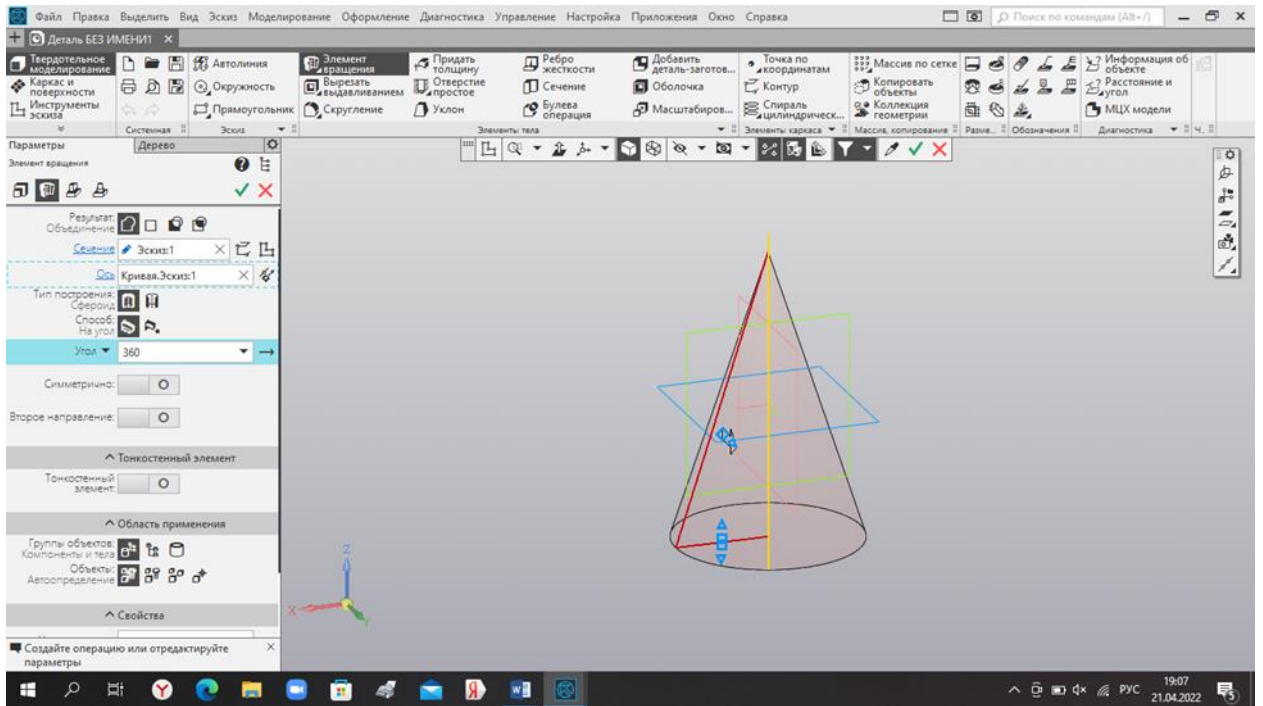 Файл Правка Выделить Вид Эскиз Моделирование Оформление Диагностика Управление Настройка Приложения Окно Справка
Поиск по командам (Alt+/)
Деталь БЕЗ ИМЕНИ1
Твердотельное моделирование
Каркас и поверхности
Инструменты эскиза
Системная
Автолиния
Окружность
Прямоугольник
Эскиз
Элемент вращения
Вырезать выдавливанием
Скругление
Придать толщину
Отверстие простое
Уклон
Ребро жесткости
Сечение
Булева операция
Добавить деталь-заготов...
Оболочка
Масштабиров...
Элементы тела
Точка по координатам
Контур
Спираль цилиндрическ...
Элементы каркаса
Массив по сетке
Копировать объекты
Коллекция геометрии
Массив, копирование
Разме...
Обозначения
Информация об объекте
Расстояние и угол
МЦХ модели
Диагностика
Ч...
Параметры
Дерево
Элемент вращения
Результат:
Объединение
Сечение Эскиз:1
Ось Кривая.Эскиз:1
Тип построения:
Сфероид
Способ:
На угол
Угол 360
Симметрично:
Второе направление:
Тонкостенный элемент
Тонкостенный
элемент:
Область применения
Группы объектов:
Компоненты и тела
Объекты:
Автоопределение
Свойства
Создайте операцию или отредактируйте
параметры
Z
X
Y
РУС
19:07
21.04.2022
5